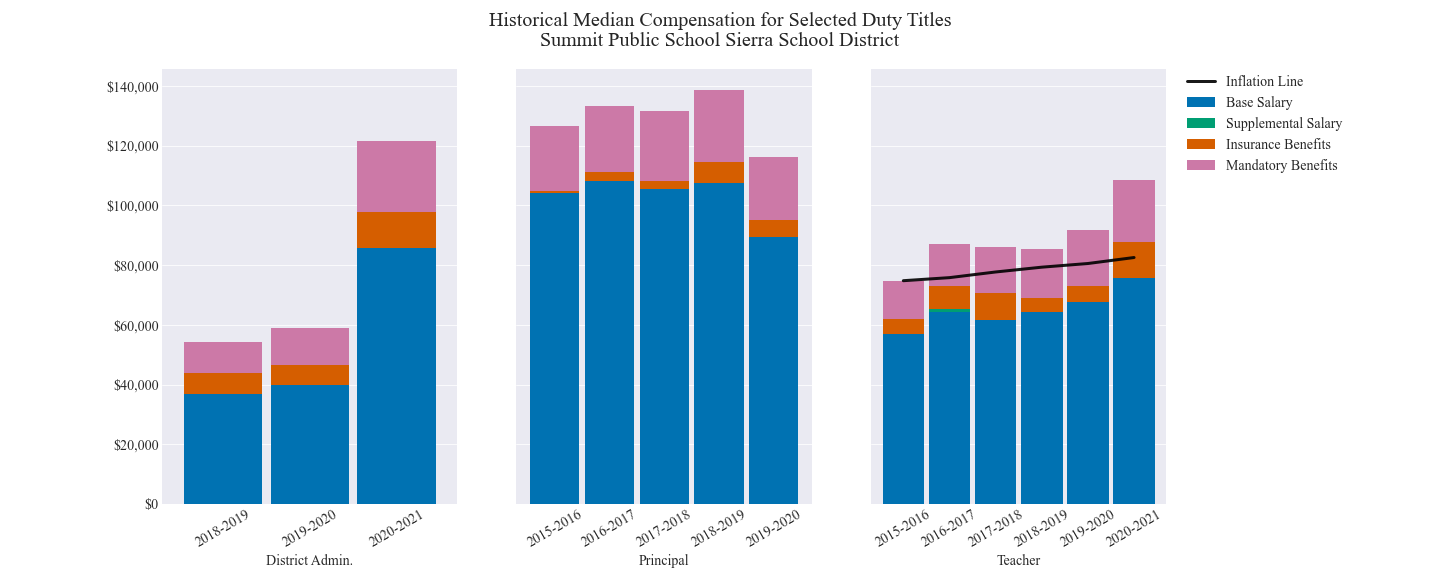 Historical Median Compensation for Selected Duty Titles
Summit Public School Sierra School District
$140,000
$120,000
$100,000
$80,000
$60,000
$40,000
$20,000
$0
2018-2019
2019-2020
2020-2021
District Admin.
2015-2016
2016-2017
2017-2018
2018-2019
2019-2020
Principal
2015-2016
2016-2017
2017-2018
2018-2019
2019-2020
2020-2021
Teacher
Inflation Line
Base Salary
Supplemental Salary
Insurance Benefits
Mandatory Benefits